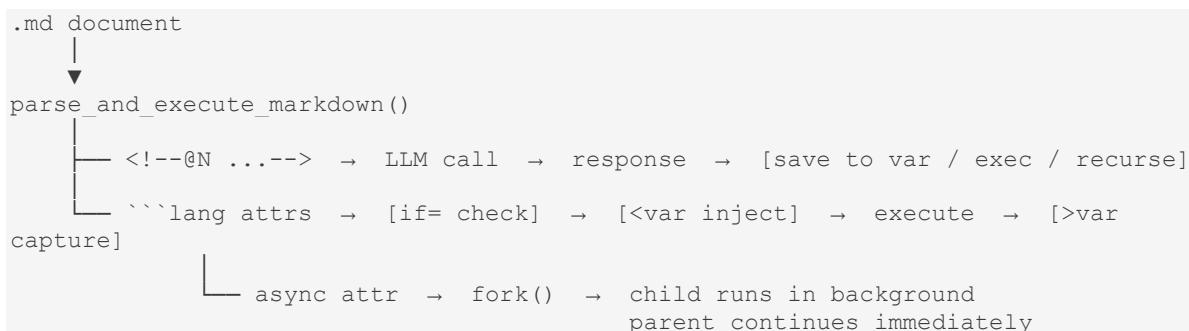 .md document
│
▼
parse_and_execute_markdown()
│
├── <!--@N ...--> → LLM call → response → [save to var / exec / recurse]
│
└── ```lang attrs → [if= check] → [<var inject] → execute → [>var
capture]
│
└── async attr → fork() → child runs in background
parent continues immediately